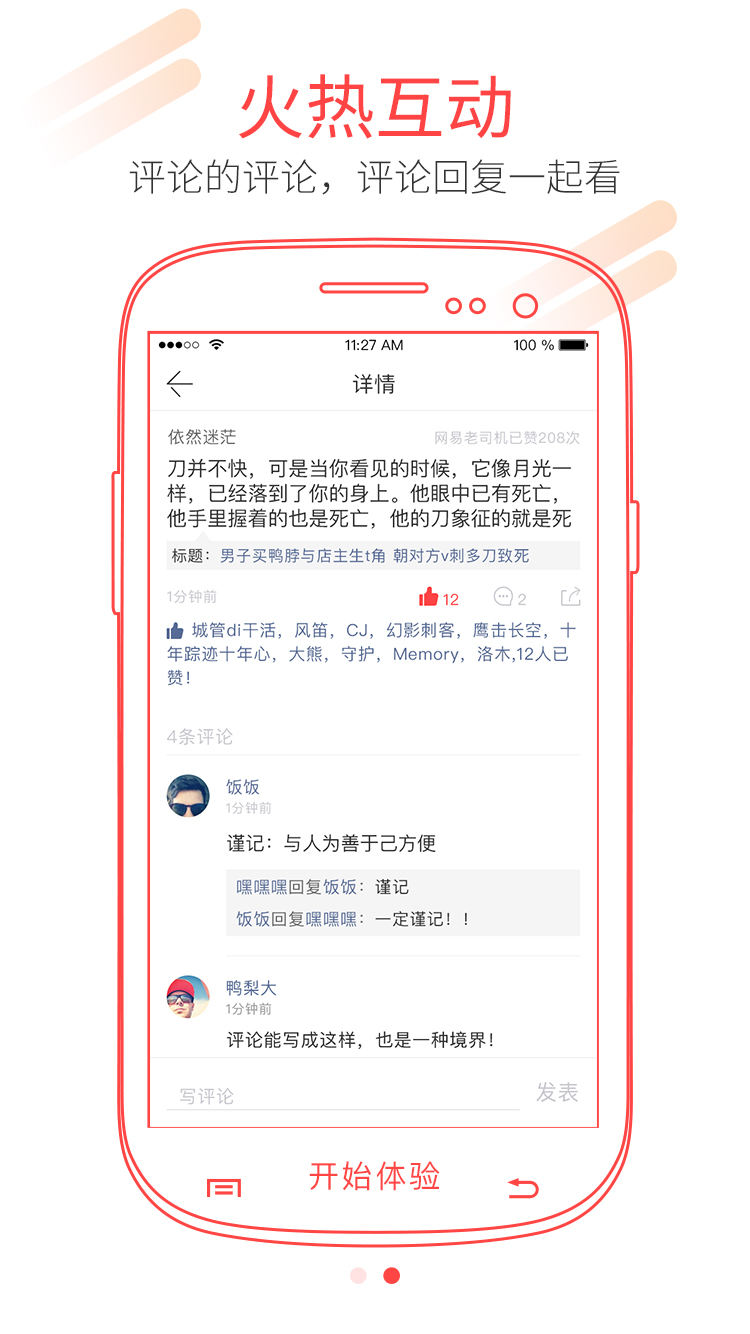 火热互动
评论的评论，评论回复一起看
11:27 AM
100 %
详情
依然迷茫
网易老司机已赞208次
刀并不快，可是当你看见的时候，它像月光一
样，已经落到了你的身上。他眼中已有死亡，
他手里握着的也是死亡，他的刀象征的就是死
标题：男子买鸭脖与店主生t角 朝对方v刺多刀致死
1分钟前
12
2
城管di干活，风笛，CJ，幻影刺客，鹰击长空，十
年踪迹十年心，大熊，守护，Memory，洛木,12人已
赞！
4条评论
饭饭
1分钟前
谨记：与人为善于己方便
嘿嘿嘿回复饭饭：谨记
饭饭回复嘿嘿嘿：一定谨记！！
鸭梨大
1分钟前
评论能写成这样，也是一种境界！
写评论
发表
开始体验